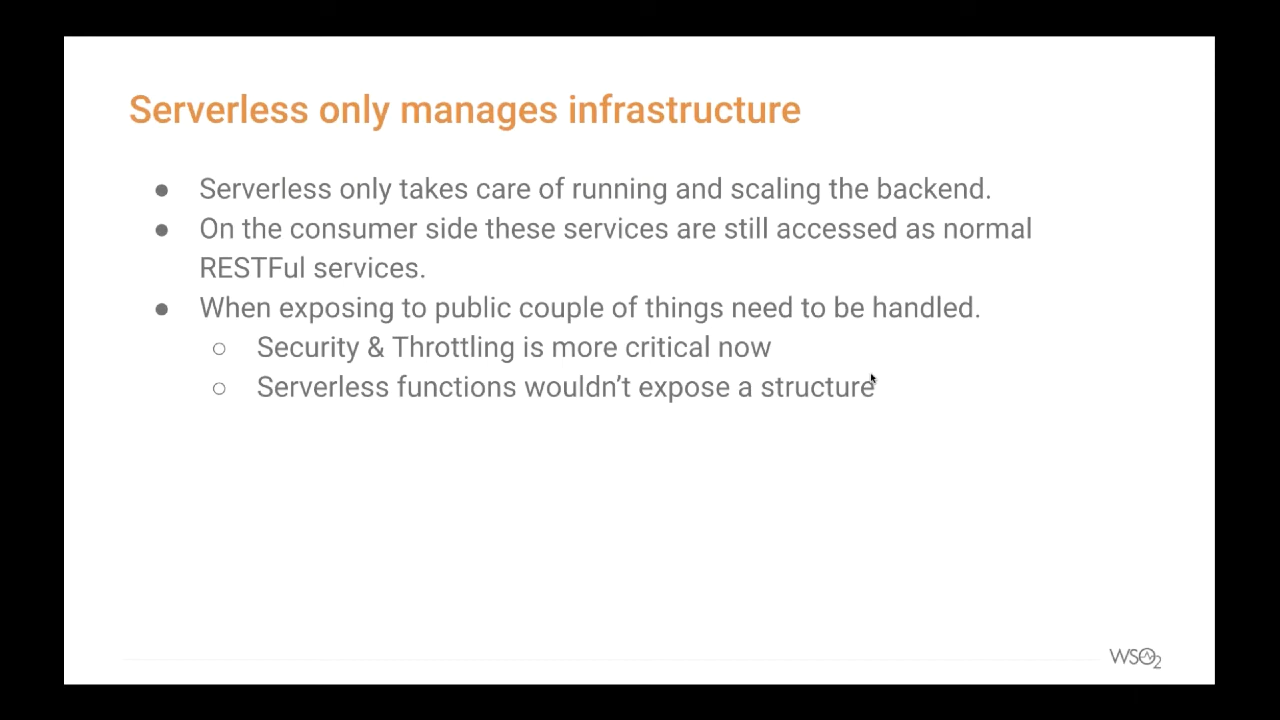 Serverless only manages infrastructure
● Serverless only takes care of running and scaling the backend.
● On the consumer side these services are still accessed as normal
RESTFul services.
● When exposing to public couple of things need to be handled.
○ Security & Throttling is more critical now
○ Serverless functions wouldn't expose a structure
WSO2